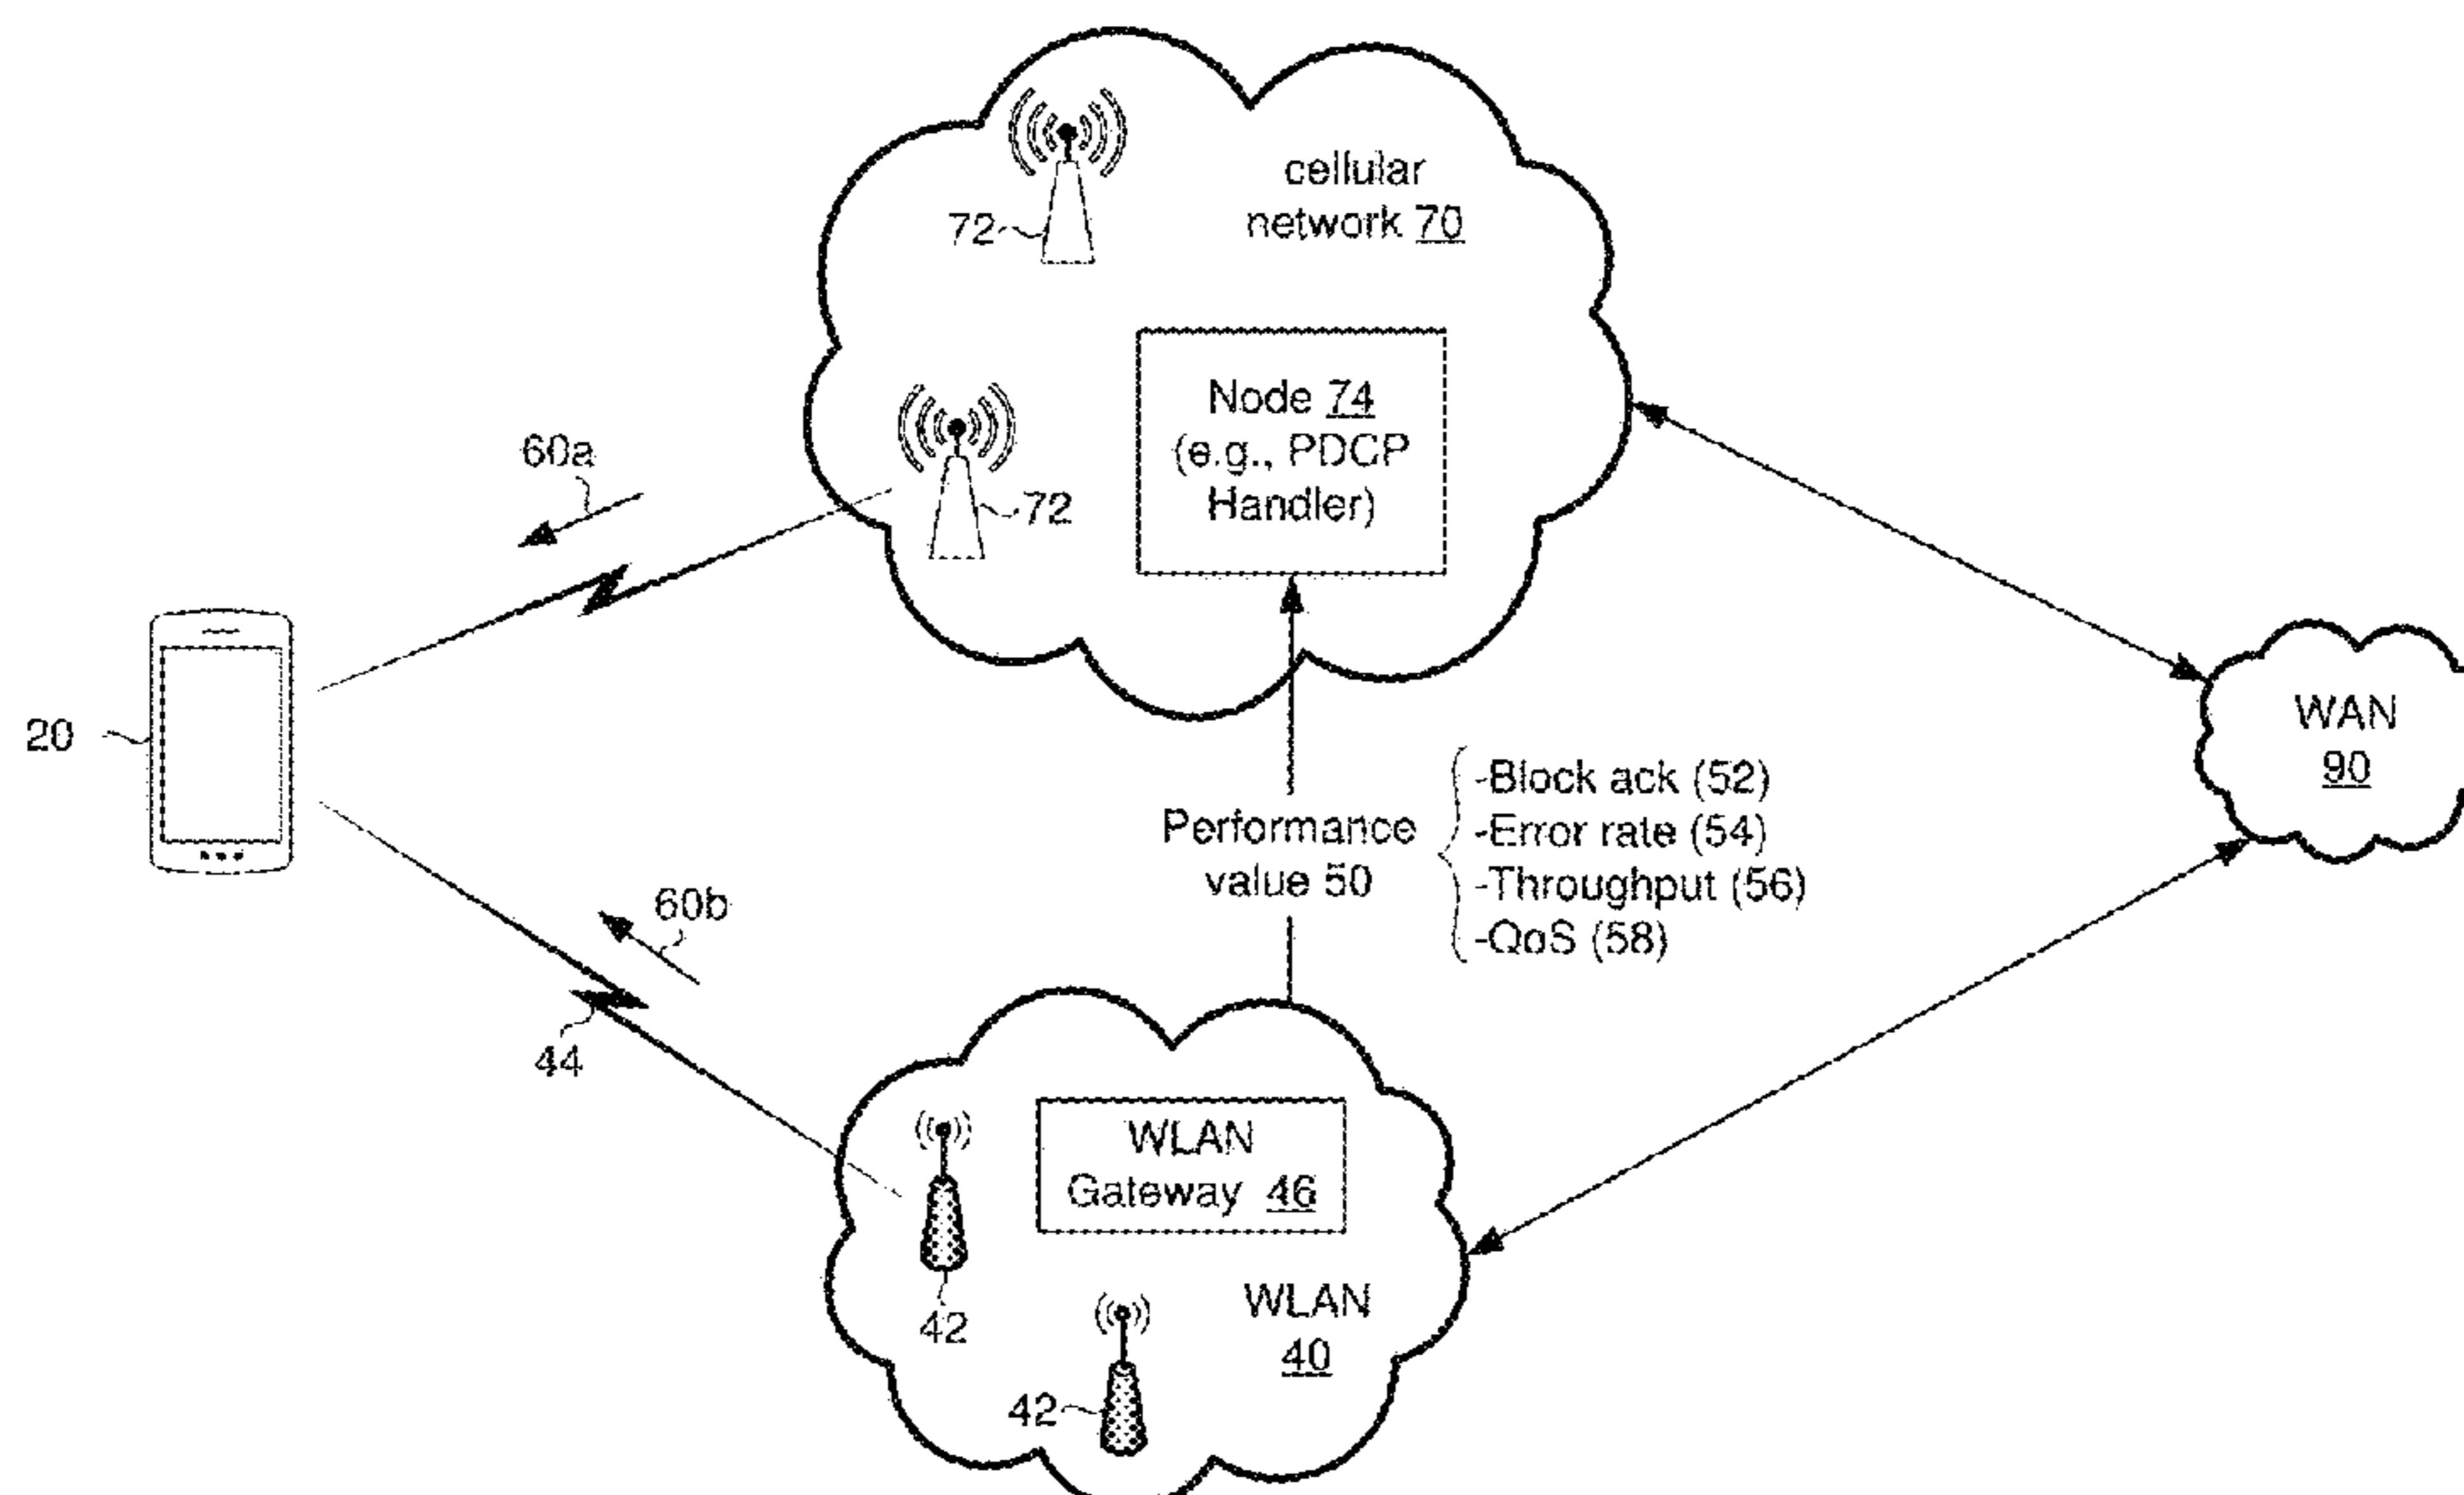 cellular
network 70
72
Node 74
(e.g., PDCP
Handler)
72
60a
20
WAN
90
Performance
value 50
-Block ack (52)
-Error rate (54)
-Throughput (56)
-QoS (58)
60b
44
WLAN
Gateway 46
42
WLAN
40
42